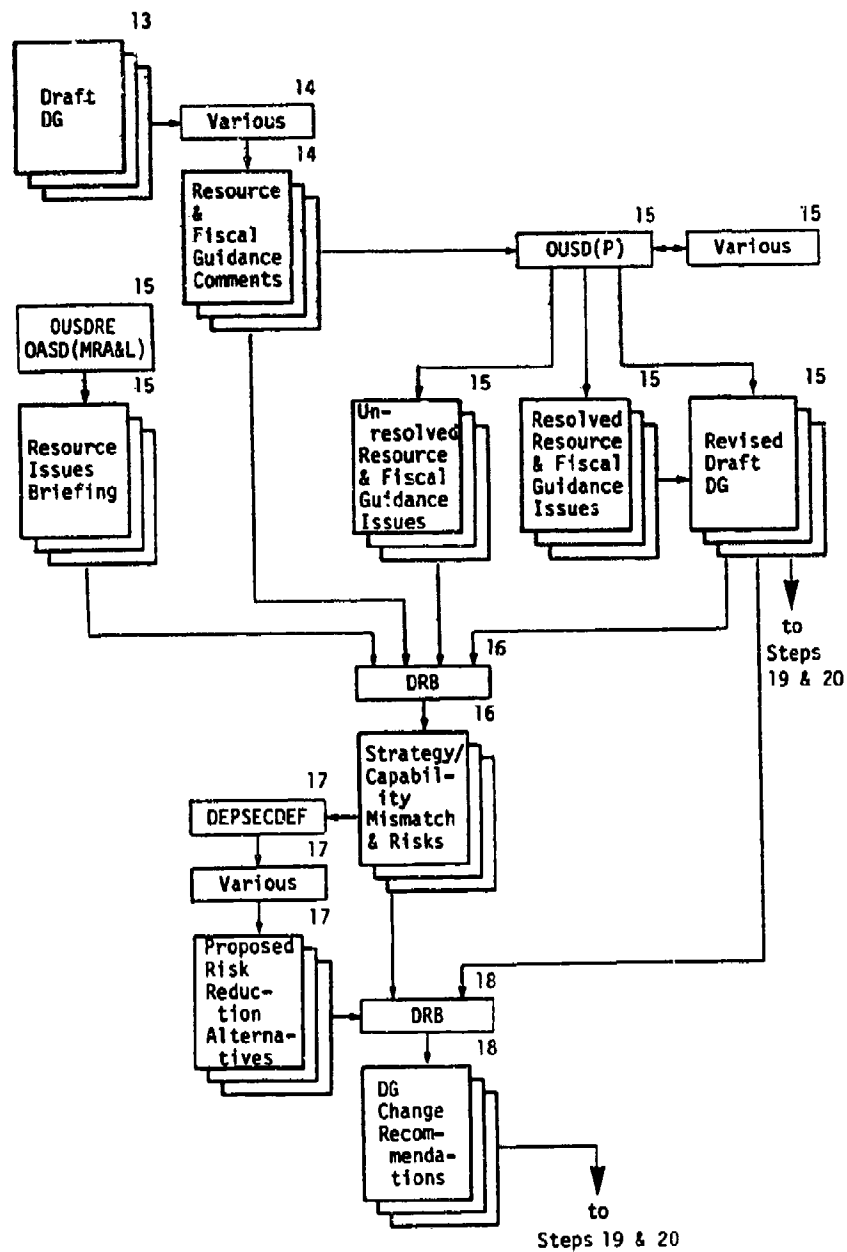 13
Draft
DG
14
Various
14
Resource
&
Fiscal
Guidance
Comments
15
OUSD(P)
15
Various
15
OUSDRE
OASD(MRA&L)
15
Resource
Issues
Briefing
15
Un-
resolved
Resource
& Fiscal
Guidance
Issues
15
Resolved
Resource
& Fiscal
Guidance
Issues
15
Revised
Draft
DG
to
Steps
19 & 20
16
DRB
16
Strategy/
Capabil-
ity
Mismatch
& Risks
17
DEPSECDEF
17
Various
17
Proposed
Risk
Reduc-
tion
Alterna-
tives
18
DRB
18
DG
Change
Recom-
menda-
tions
to
Steps 19 & 20